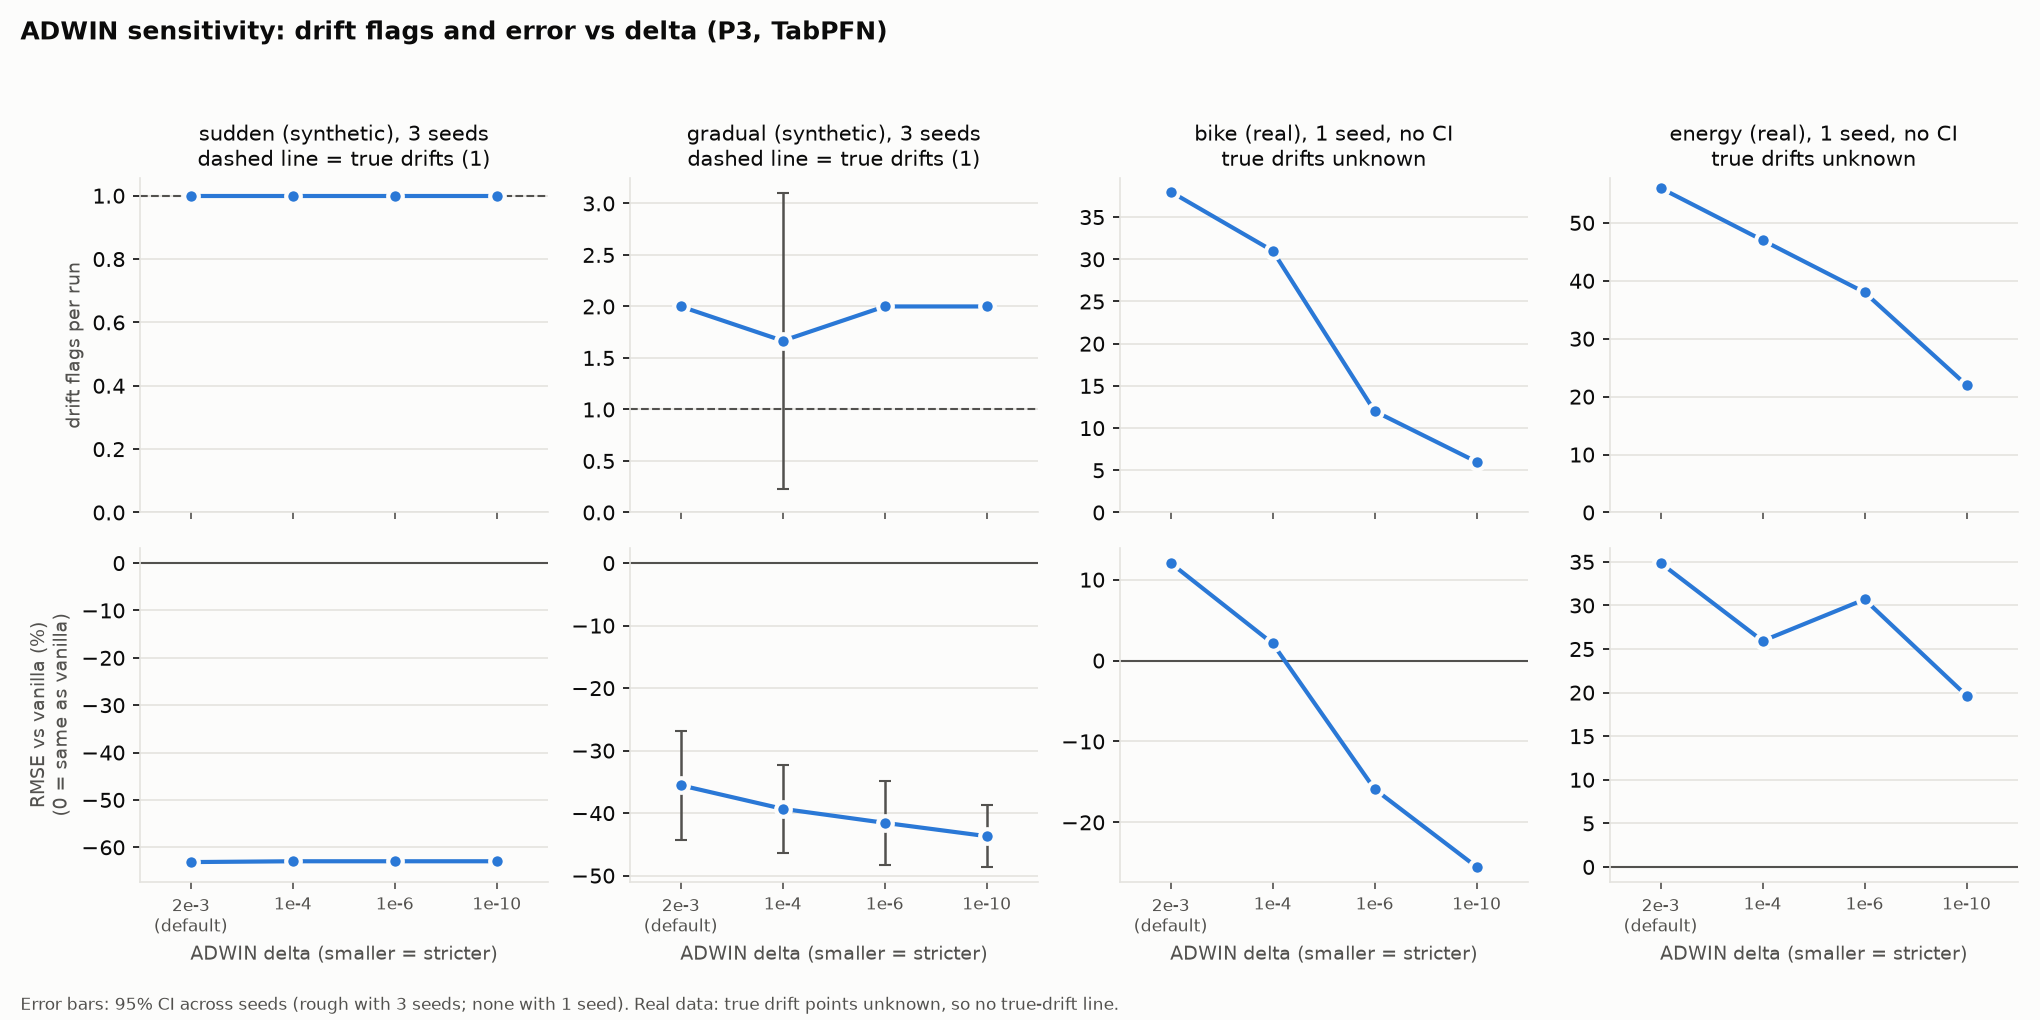 ADWIN sensitivity: drift flags and error vs delta (P3, TabPFN)
sudden (synthetic), 3 seeds
dashed line = true drifts (1)
gradual (synthetic), 3 seeds
dashed line = true drifts (1)
bike (real), 1 seed, no CI
true drifts unknown
energy (real), 1 seed, no CI
true drifts unknown
drift flags per run
1.0
0.8
0.6
0.4
0.2
0.0
3.0
2.5
2.0
1.5
1.0
0.5
0.0
35
30
25
20
15
10
5
0
50
40
30
20
10
0
RMSE vs vanilla (%)
(0 = same as vanilla)
0
−10
−20
−30
−40
−50
−60
0
−10
−20
−30
−40
−50
10
0
−10
−20
35
30
25
20
15
10
5
0
2e-3 1e-4 1e-6 1e-10
(default)
ADWIN delta (smaller = stricter)
2e-3 1e-4 1e-6 1e-10
(default)
ADWIN delta (smaller = stricter)
2e-3 1e-4 1e-6 1e-10
(default)
ADWIN delta (smaller = stricter)
2e-3 1e-4 1e-6 1e-10
(default)
ADWIN delta (smaller = stricter)
Error bars: 95% CI across seeds (rough with 3 seeds; none with 1 seed). Real data: true drift points unknown, so no true-drift line.